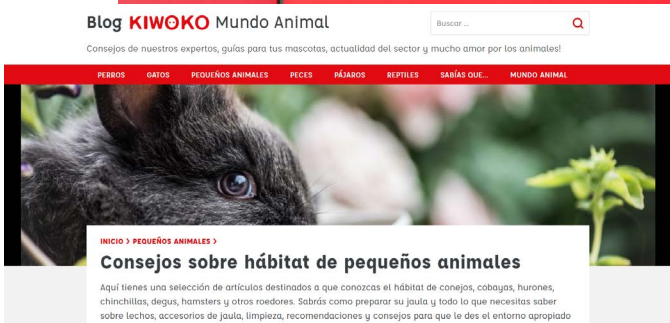 Blog KIWOKO Mundo Animal
Buscar ...
Consejos de nuestros expertos, guías para tus mascotas, actualidad del sector y mucho amor por los animales!
PERROS GATOS PEQUEÑOS ANIMALES PECES PÁJAROS REPTILES SABÍAS QUE... MUNDO ANIMAL
INICIO > PEQUEÑOS ANIMALES >
Consejos sobre hábitat de pequeños animales
Aquí tienes una selección de artículos destinados a que conozcas el hábitat de conejos, cobayas, hurones,
chinchillas, degus, hamsters y otros roedores. Sabrás como preparar su jaula y todo lo que necesitas saber
sobre lechos, accesorios de jaula, limpieza, recomendaciones y consejos para que le des el entorno apropiado